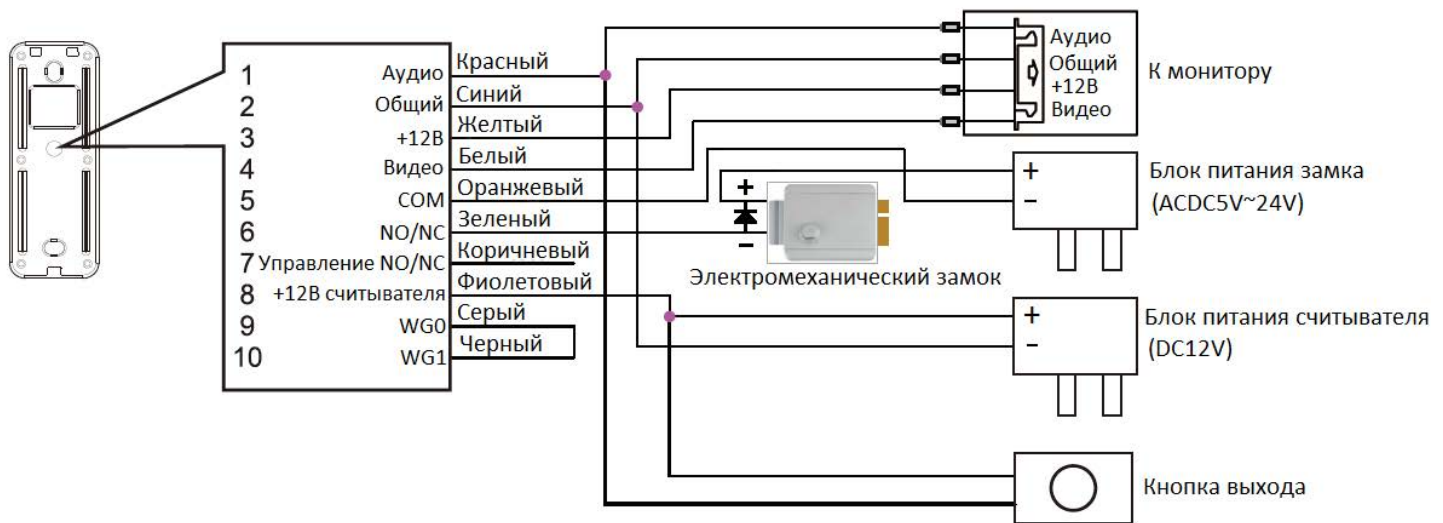 1 Аудио Красный
2 Общий Синий
3 +12В Желтый
4 Видео Белый
5 COM Оранжевый
6 NO/NC Зеленый
7 Управление NO/NC Коричневый
8 +12В считывателя Фиолетовый
9 WG0 Серый
10 WG1 Черный
Аудио
Общий
+12В
Видео
К монитору
+
−
Электромеханический замок
+
−
Блок питания замка
(ACDC5V~24V)
+
−
Блок питания считывателя
(DC12V)
Кнопка выхода